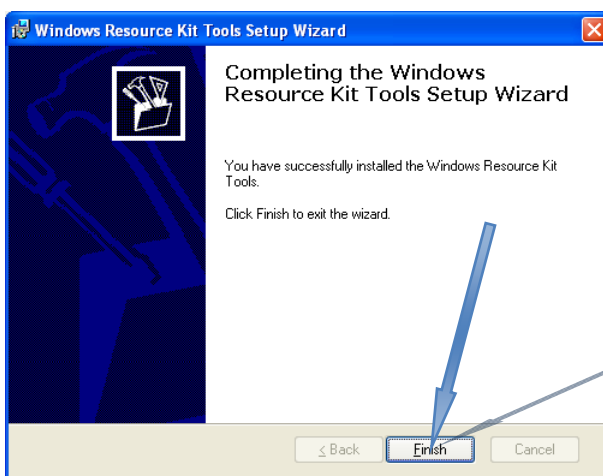 Windows Resource Kit Tools Setup Wizard
Completing the Windows
Resource Kit Tools Setup Wizard
You have successfully installed the Windows Resource Kit
Tools.
Click Finish to exit the wizard.
< Back Finish Cancel